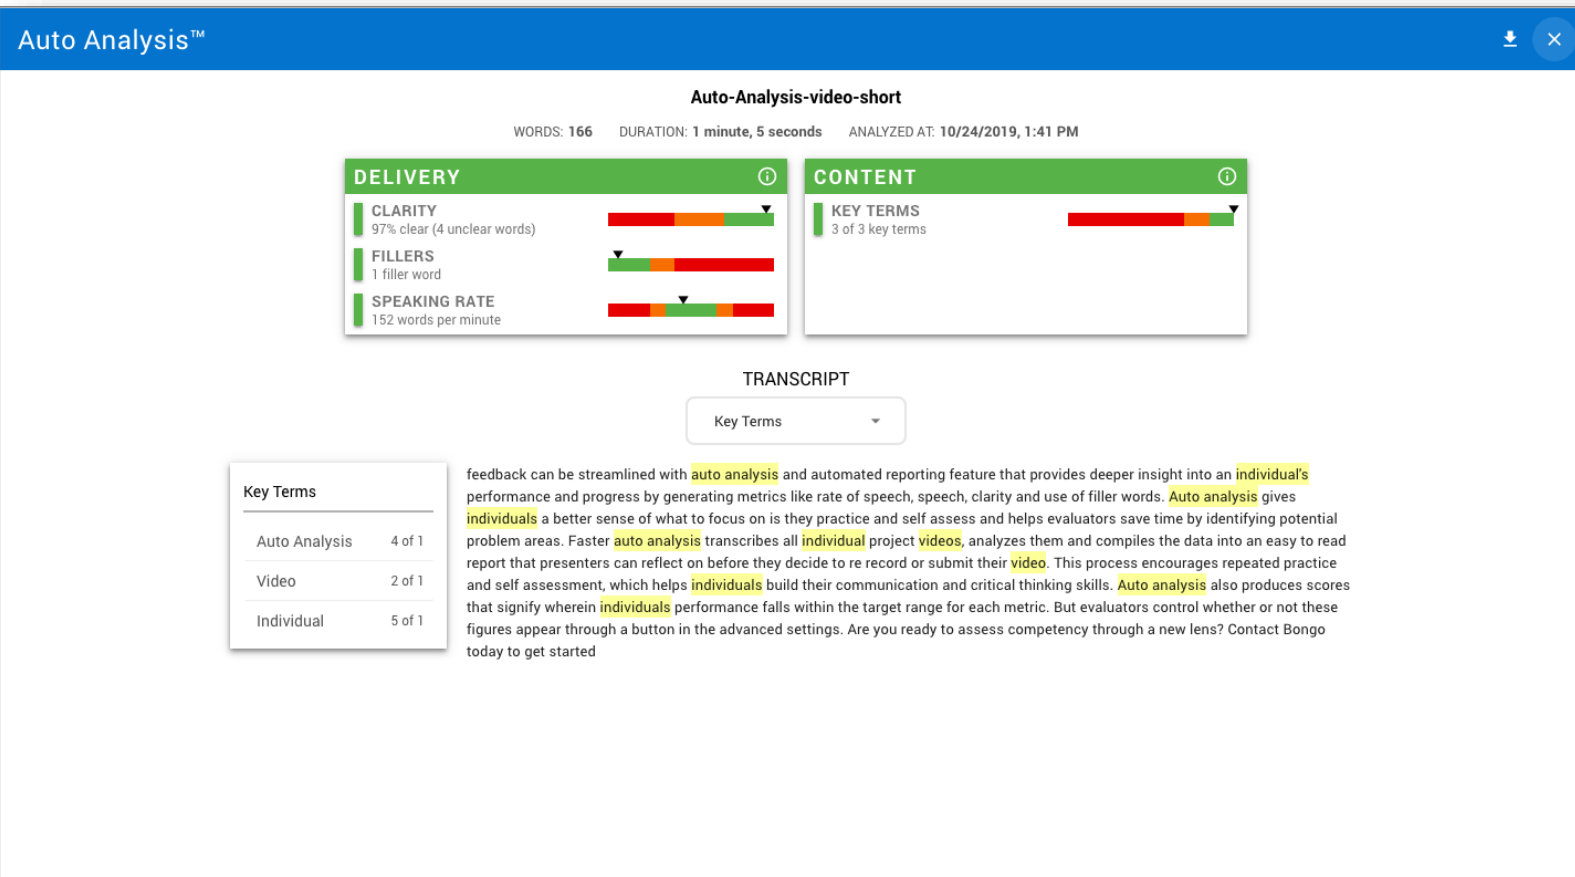 Auto Analysis™
Auto-Analysis-video-short
WORDS: 166 DURATION: 1 minute, 5 seconds ANALYZED AT: 10/24/2019, 1:41 PM
DELIVERY
CLARITY
97% clear (4 unclear words)
FILLERS
1 filler word
SPEAKING RATE
152 words per minute
CONTENT
KEY TERMS
3 of 3 key terms
TRANSCRIPT
Key Terms
Key Terms
Auto Analysis 4 of 1
Video 2 of 1
Individual 5 of 1
feedback can be streamlined with auto analysis and automated reporting feature that provides deeper insight into an individual's
performance and progress by generating metrics like rate of speech, speech, clarity and use of filler words. Auto analysis gives
individuals a better sense of what to focus on is they practice and self assess and helps evaluators save time by identifying potential
problem areas. Faster auto analysis transcribes all individual project videos, analyzes them and compiles the data into an easy to read
report that presenters can reflect on before they decide to re record or submit their video. This process encourages repeated practice
and self assessment, which helps individuals build their communication and critical thinking skills. Auto analysis also produces scores
that signify wherein individuals performance falls within the target range for each metric. But evaluators control whether or not these
figures appear through a button in the advanced settings. Are you ready to assess competency through a new lens? Contact Bongo
today to get started